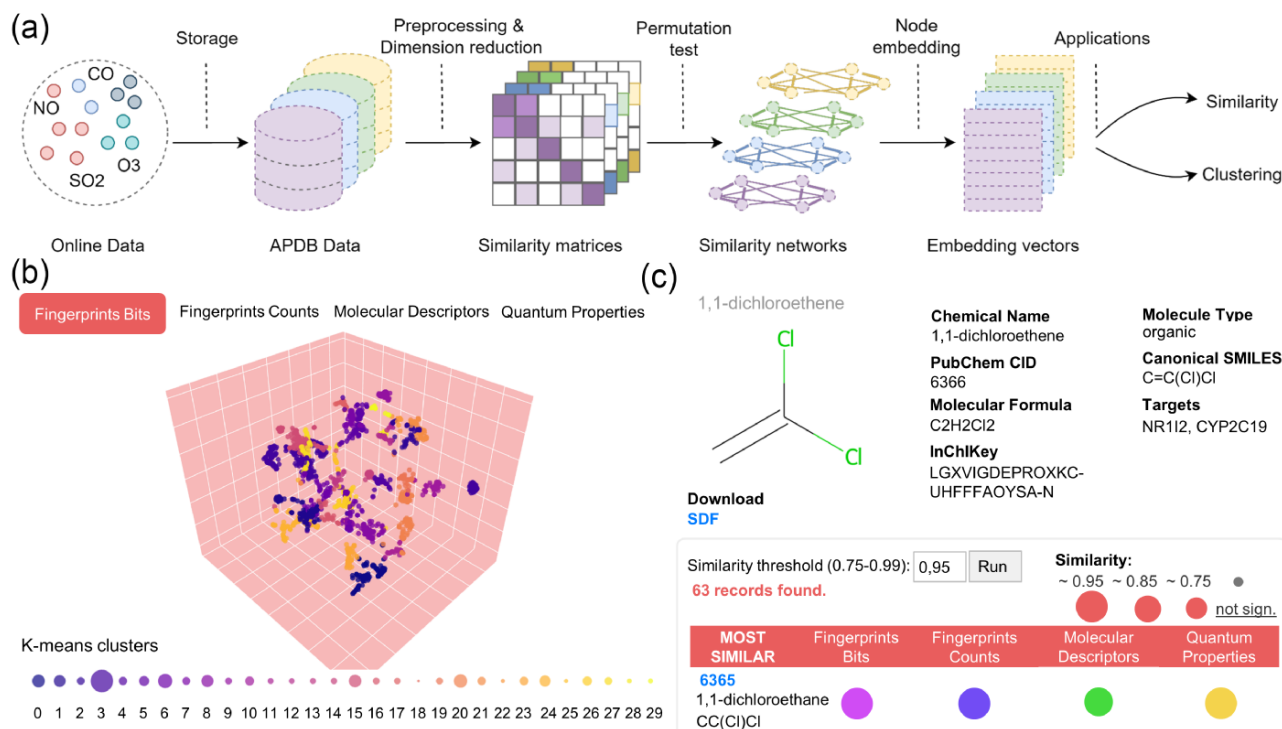 (a)
Storage
Preprocessing &
Dimension reduction
Permutation
test
Node
embedding
Applications
CO
NO
O3
SO2
Similarity
Clustering
Online Data
APDB Data
Similarity matrices
Similarity networks
Embedding vectors
(b)
Fingerprints Bits
Fingerprints Counts
Molecular Descriptors
Quantum Properties
K-means clusters
0 1 2 3 4 5 6 7 8 9 10 11 12 13 14 15 16 17 18 19 20 21 22 23 24 25 26 27 28 29
(c)
1,1-dichloroethene
Cl
Cl
Download
SDF
Chemical Name
1,1-dichloroethene
PubChem CID
6366
Molecular Formula
C2H2Cl2
InChIKey
LGXVIGDEPROXKC-
UHFFFAOYSA-N
Molecule Type
organic
Canonical SMILES
C=C(Cl)Cl
Targets
NR1I2, CYP2C19
Similarity threshold (0.75-0.99): 0,95 Run
63 records found.
Similarity:
~ 0.95 ~ 0.85 ~ 0.75
not sign.
MOST
SIMILAR
Fingerprints
Bits
Fingerprints
Counts
Molecular
Descriptors
Quantum
Properties
6365
1,1-dichloroethane
CC(Cl)Cl